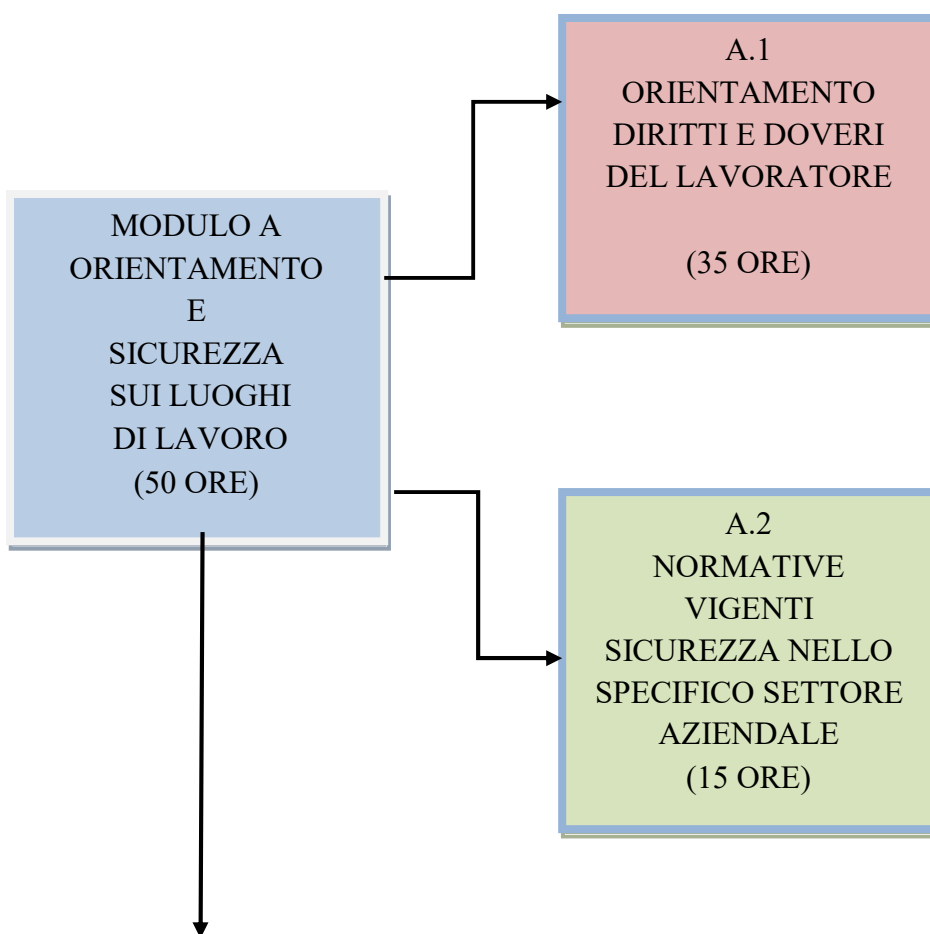 MODULO A
ORIENTAMENTO
E
SICUREZZA
SUI LUOGHI
DI LAVORO
(50 ORE)
A.1
ORIENTAMENTO
DIRITTI E DOVERI
DEL LAVORATORE
(35 ORE)
A.2
NORMATIVE
VIGENTI
SICUREZZA NELLO
SPECIFICO SETTORE
AZIENDALE
(15 ORE)